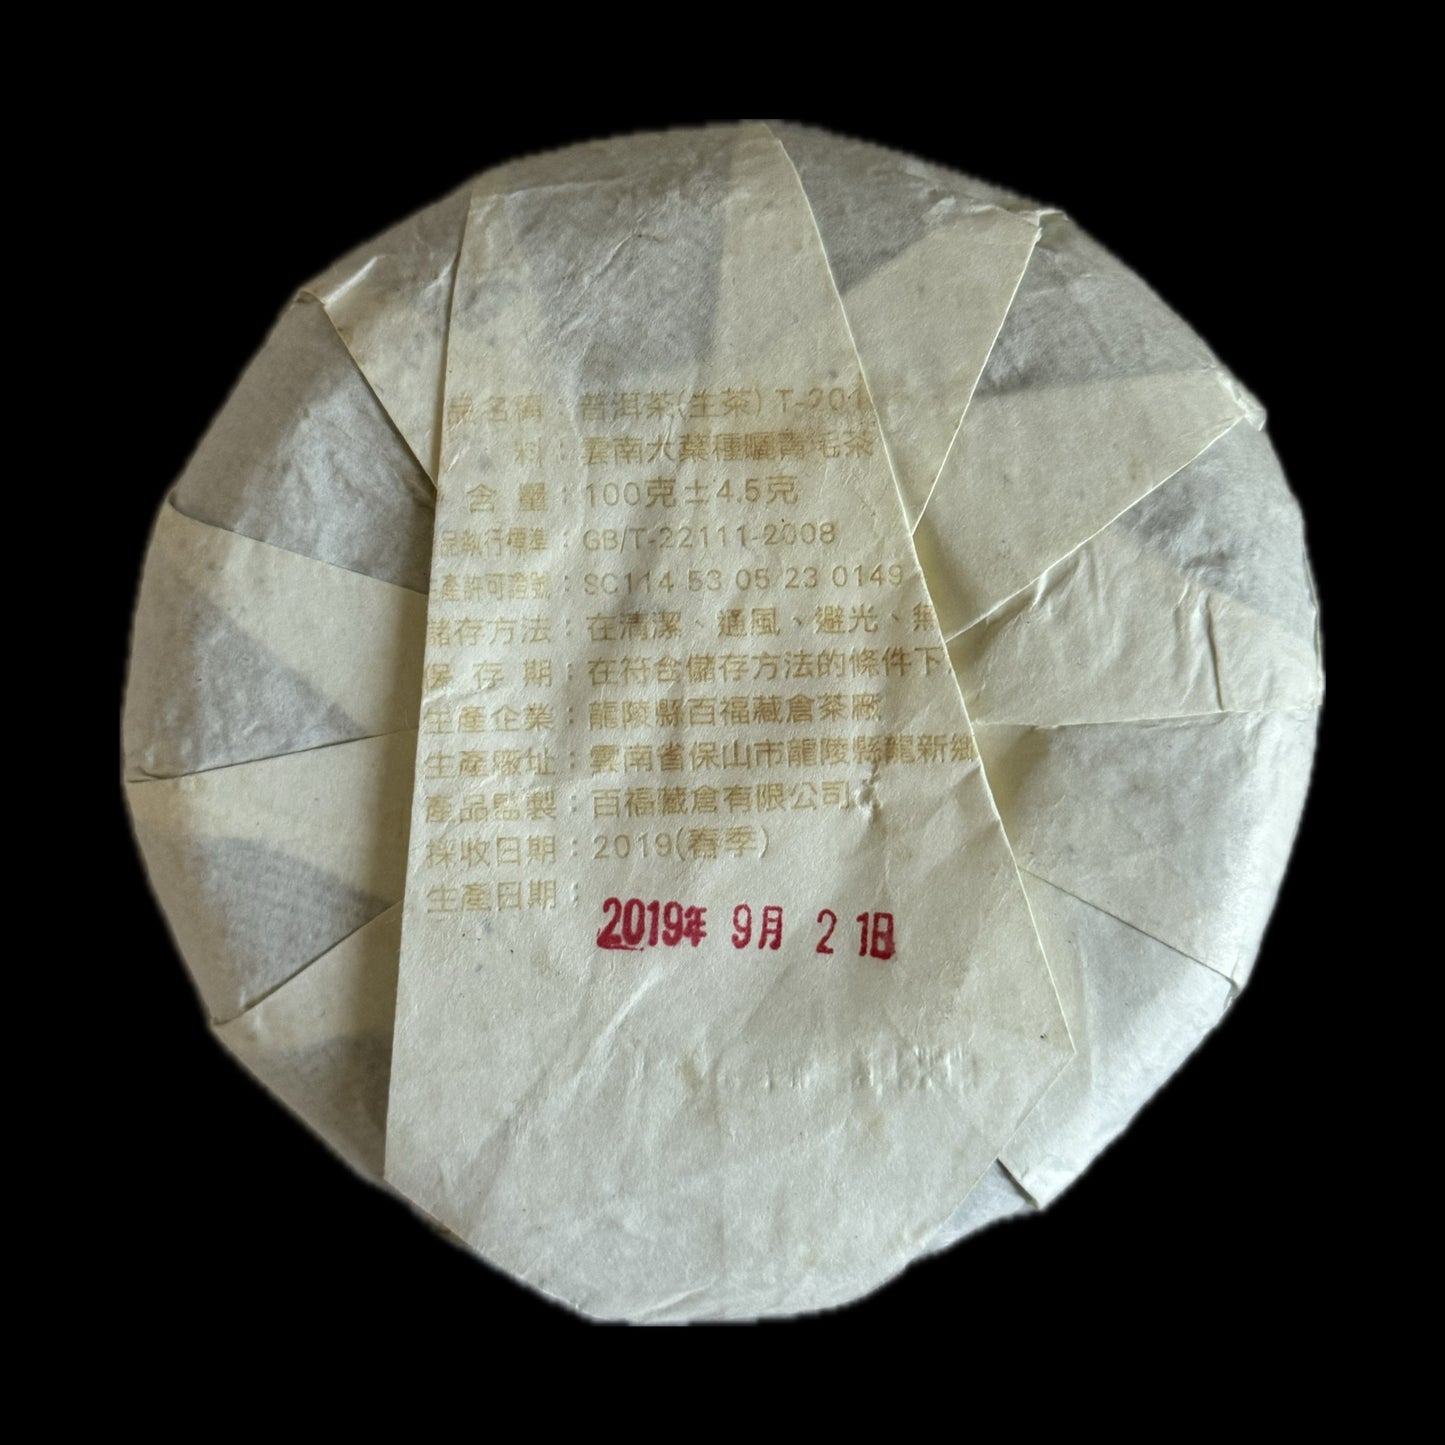 品名稱：普洱茶(生茶) T-201
料：雲南大葉種曬青毛茶
含 量：100克±4.5克
品執行標準：GB/T-22111-2008
產許可證號：SC114 53 05 23 0149
儲存方法：在清潔、通風、避光、無
保 存 期：在符合儲存方法的條件下
生產企業：龍陵縣百福藏倉茶廠
生產廠址：雲南省保山市龍陵縣龍新鄉
產品監製：百福藏倉有限公司
採收日期：2019(春季)
生產日期：
2019年 9月 21日